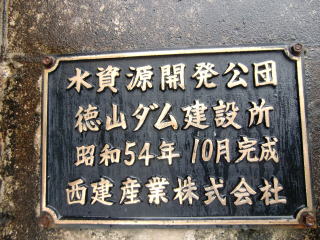 水資源開発公団
徳山ダム建設所
昭和54年 10月完成
西建産業株式会社